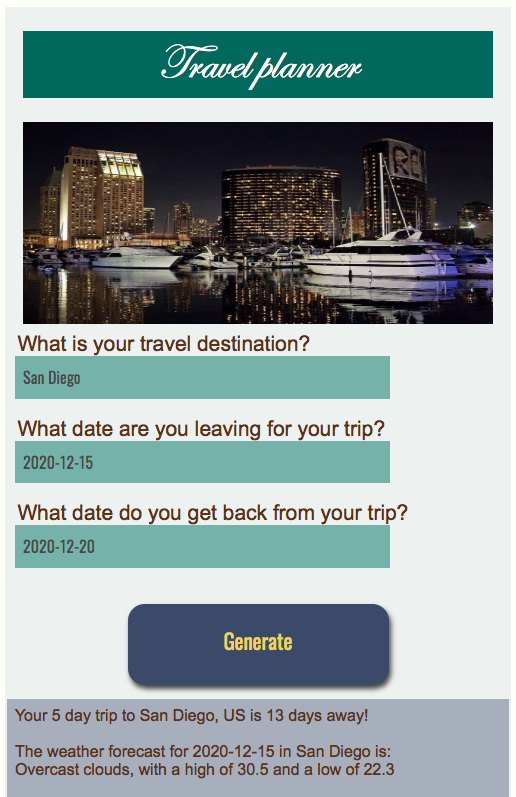 Travel planner
RE
What is your travel destination?
San Diego
What date are you leaving for your trip?
2020-12-15
What date do you get back from your trip?
2020-12-20
Generate
Your 5 day trip to San Diego, US is 13 days away!
The weather forecast for 2020-12-15 in San Diego is:
Overcast clouds, with a high of 30.5 and a low of 22.3